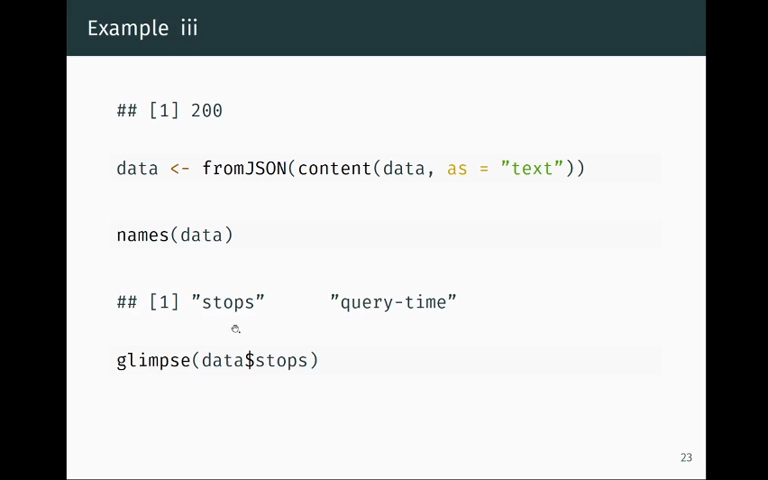 Example iii
## [1] 200
data <- fromJSON(content(data, as = ”text”))
names(data)
## [1] ”stops”      ”query-time”
glimpse(data$stops)
23